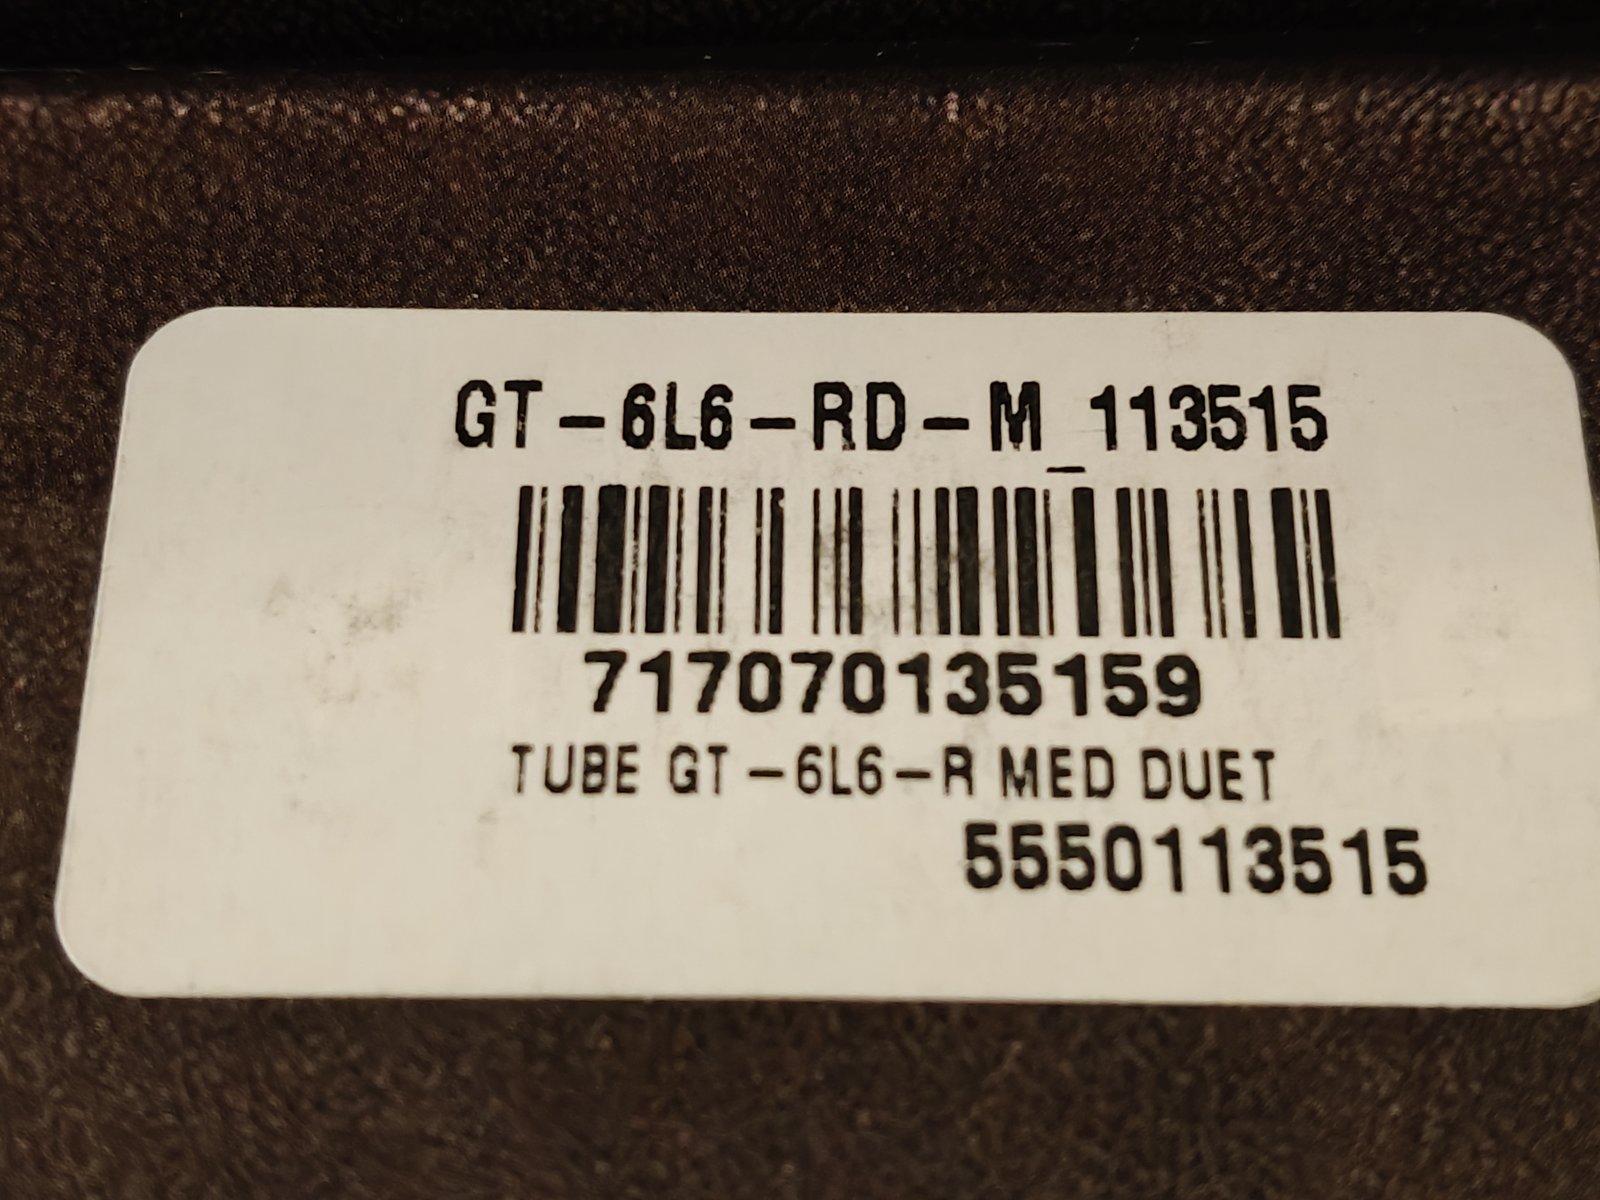 GT-6L6-RD-M_113515
717070135159
TUBE GT-6L6-R MED DUET
5550113515